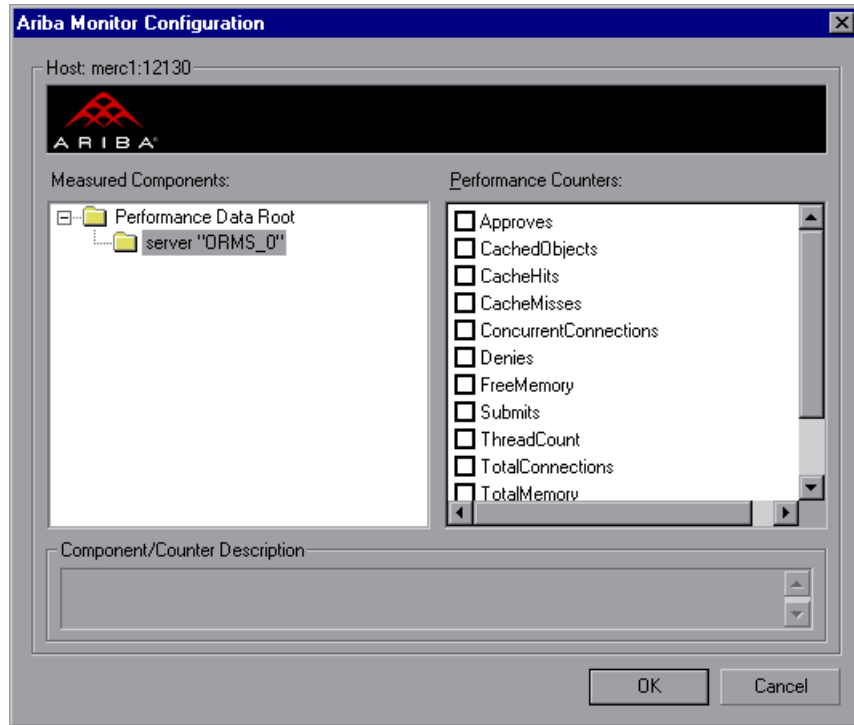 Ariba Monitor Configuration
Host: merc1:12130
ARIBA®
Measured Components:
Performance Data Root
server "ORMS_0"
Performance Counters:
Approves
CachedObjects
CacheHits
CacheMisses
ConcurrentConnections
Denies
FreeMemory
Submits
ThreadCount
TotalConnections
TotalMemory
Component/Counter Description
OK
Cancel